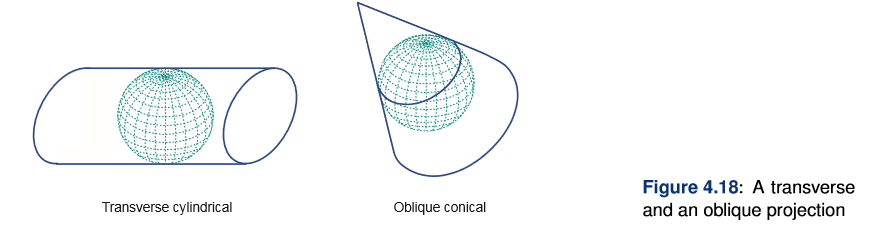 Transverse cylindrical
Oblique conical
Figure 4.18: A transverse
and an oblique projection